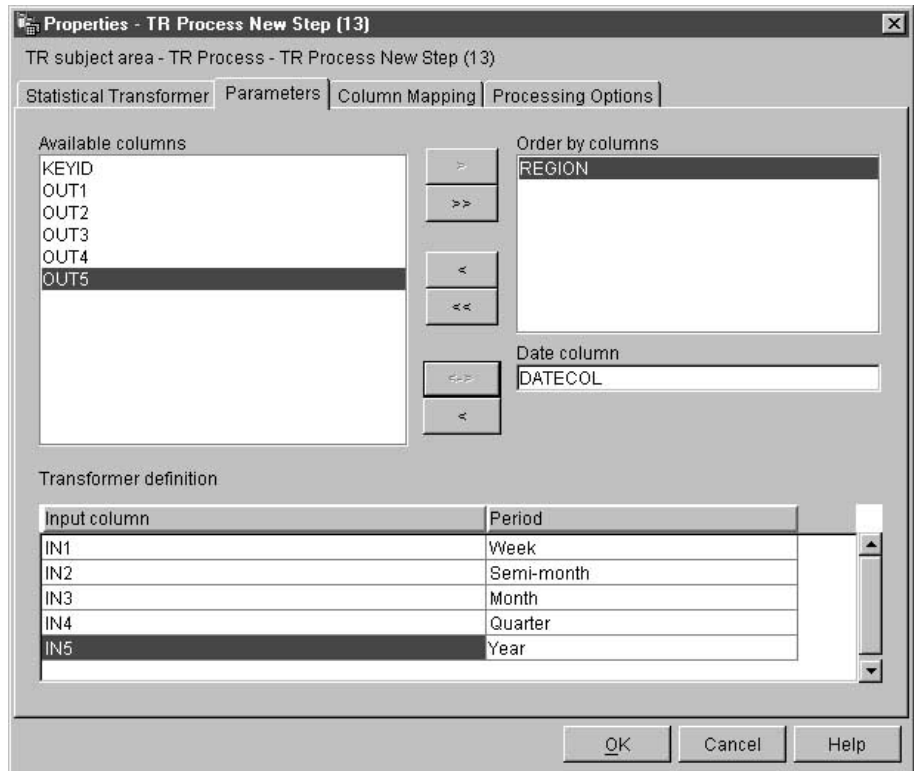 Properties - TR Process New Step (13)
TR subject area - TR Process - TR Process New Step (13)
Statistical Transformer Parameters Column Mapping Processing Options
Available columns
KEYID
OUT1
OUT2
OUT3
OUT4
OUT5
>
>>
<
<<
<->
<
Order by columns
REGION
Date column
DATECOL
Transformer definition
Input column Period
IN1 Week
IN2 Semi-month
IN3 Month
IN4 Quarter
IN5 Year
OK Cancel Help